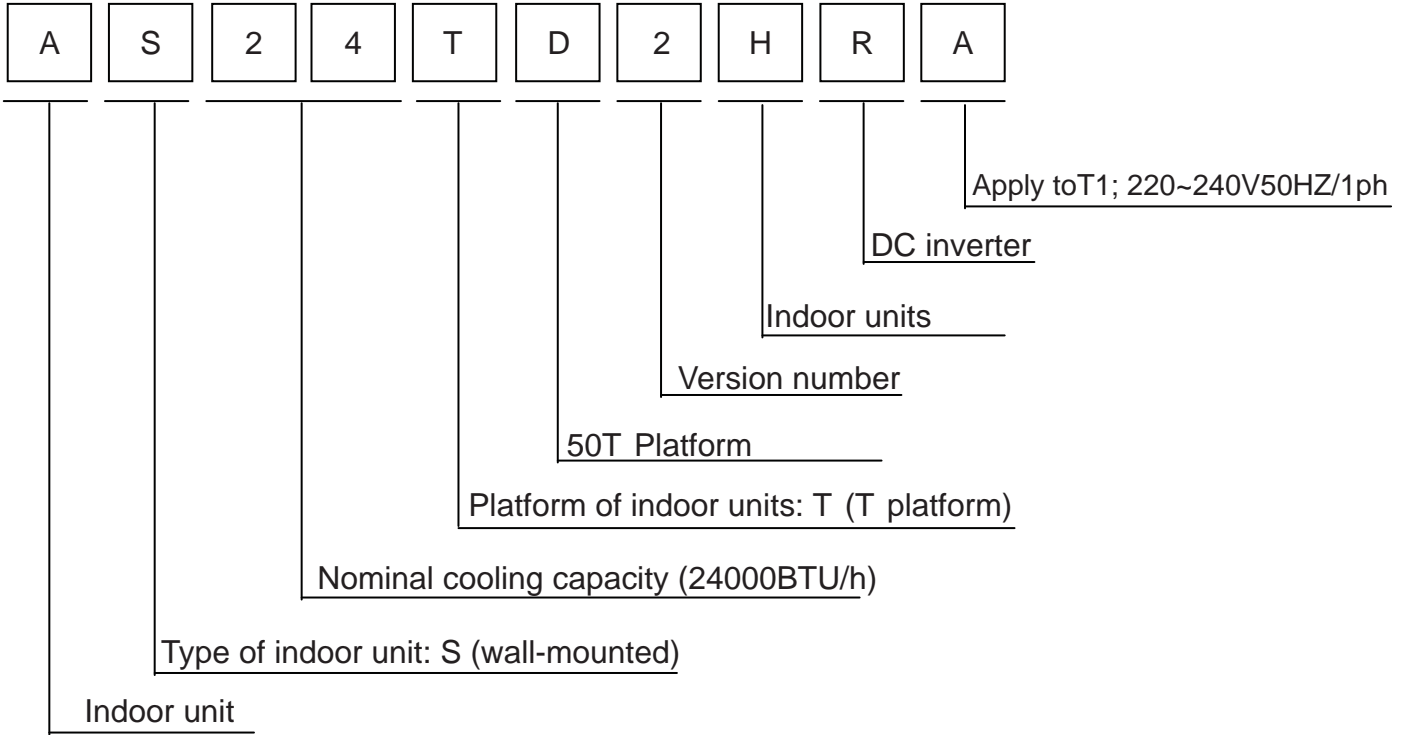 A S 2 4 T D 2 H R A
Apply toT1; 220~240V50HZ/1ph
DC inverter
Indoor units
Version number
50T Platform
Platform of indoor units: T (T platform)
Nominal cooling capacity (24000BTU/h)
Type of indoor unit: S (wall-mounted)
Indoor unit